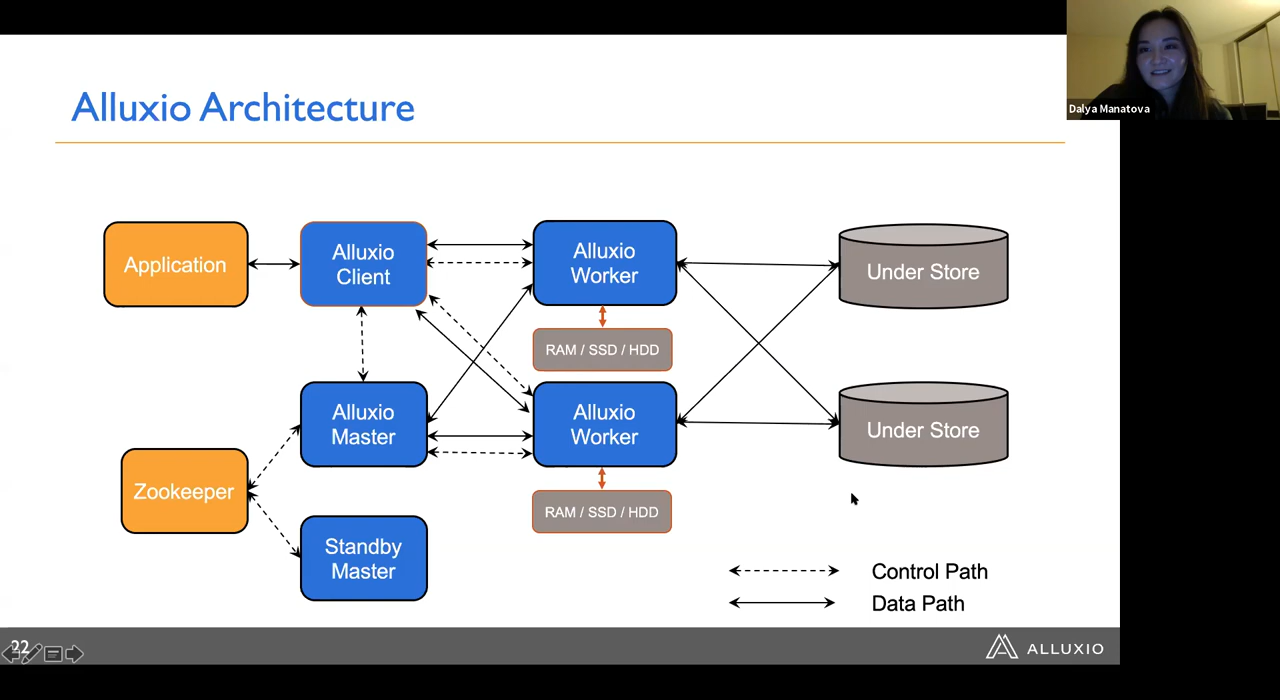 Dalya Manatova
Alluxio Architecture
Application
Alluxio
Client
Alluxio
Worker
Under Store
RAM / SSD / HDD
Alluxio
Master
Alluxio
Worker
Under Store
Zookeeper
RAM / SSD / HDD
Standby
Master
Control Path
Data Path
22
ALLUXIO